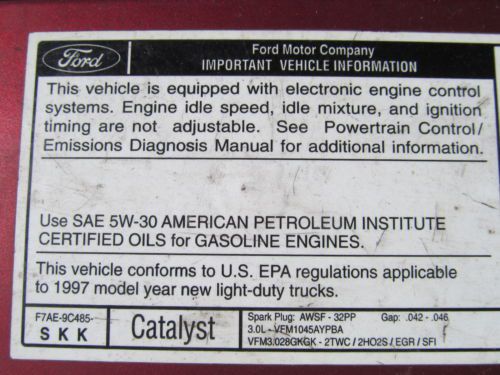 Ford
Ford Motor Company
IMPORTANT VEHICLE INFORMATION
This vehicle is equipped with electronic engine control
systems. Engine idle speed, idle mixture, and ignition
timing are not adjustable. See Powertrain Control/
Emissions Diagnosis Manual for additional information.
Use SAE 5W-30 AMERICAN PETROLEUM INSTITUTE
CERTIFIED OILS for GASOLINE ENGINES.
This vehicle conforms to U.S. EPA regulations applicable
to 1997 model year new light-duty trucks.
F7AE-9C485-
SKK
Catalyst
Spark Plug: AWSF - 32PP Gap: .042 - .046
3.0L - VFM1045AYPBA
VFM3.028GKGK - 2TWC / 2HO2S / EGR / SFI